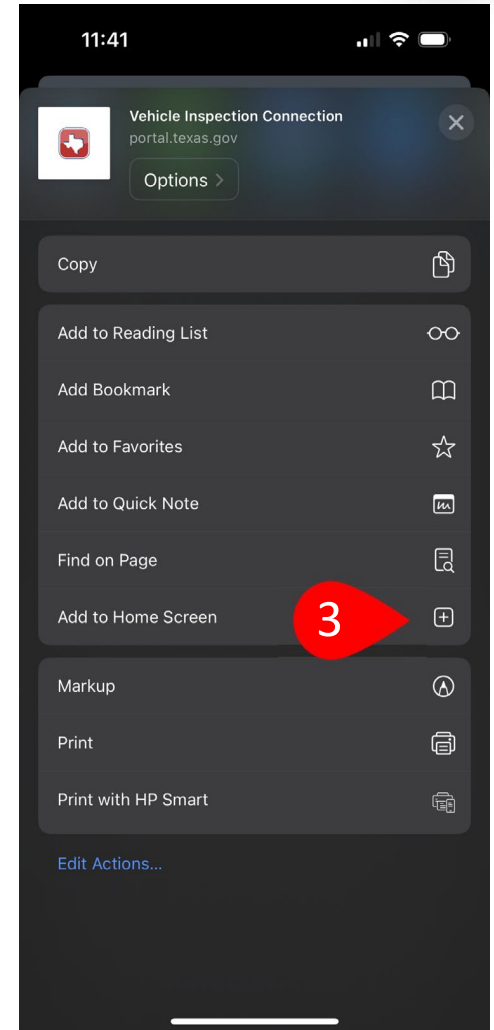 11:41
Vehicle Inspection Connection
portal.texas.gov
Options >
Copy
Add to Reading List
Add Bookmark
Add to Favorites
Add to Quick Note
Find on Page
Add to Home Screen
3
Markup
Print
Print with HP Smart
Edit Actions...